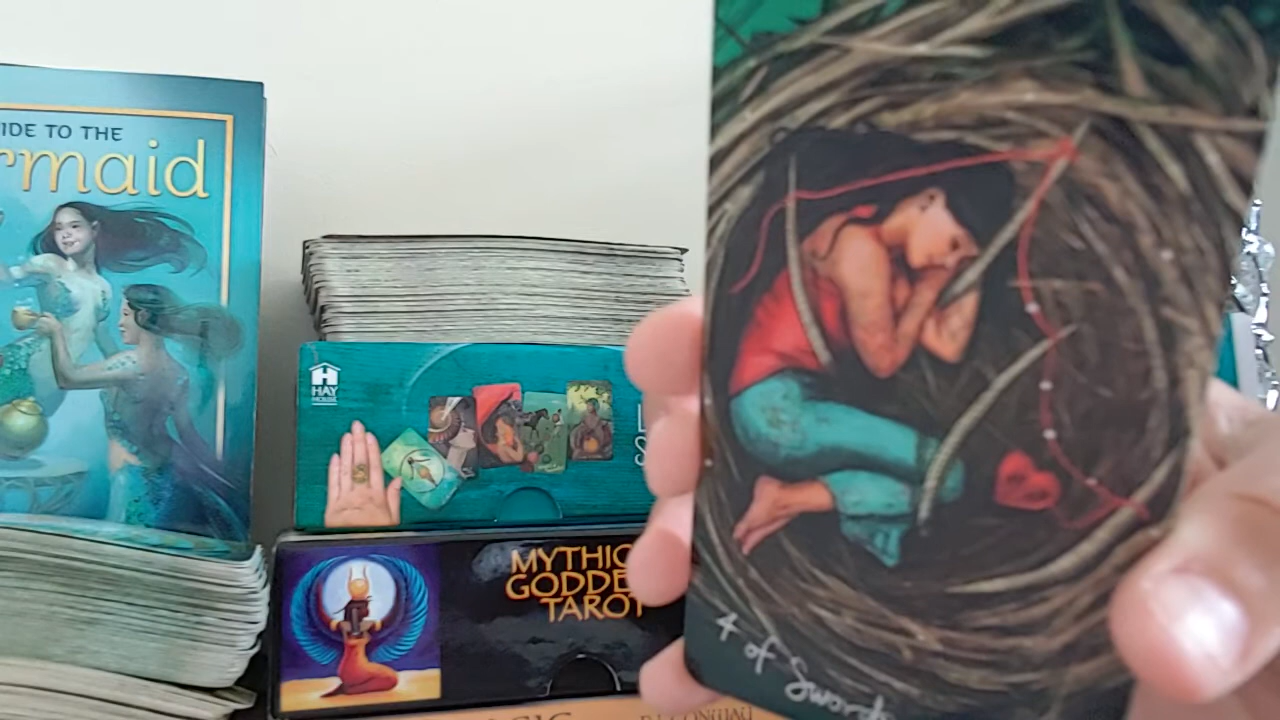 IDE TO THE
rmaid
HAY
HOUSE
MYTHIC
GODDE
TAROT
4 of Swords